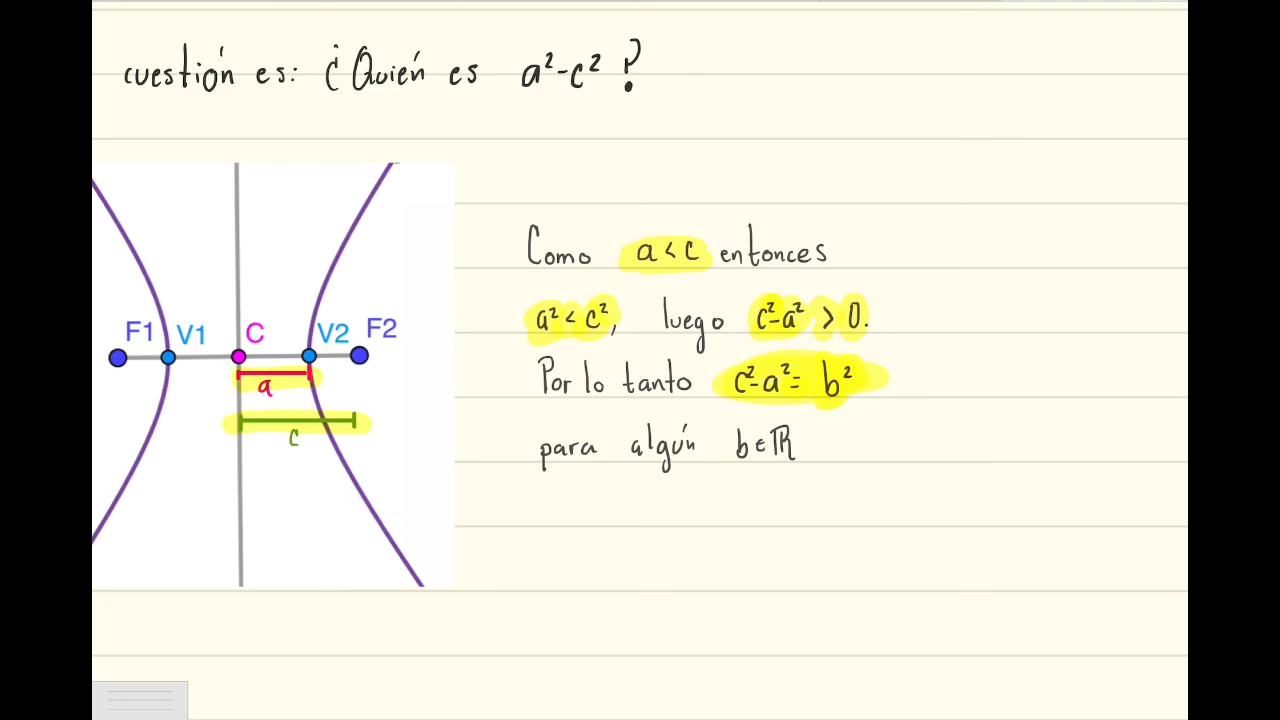 cuestión es: ¿Quién es a²-c²?
F1 V1 C V2 F2
a
c
Como a < c entonces
a² < c², luego c²-a² > 0.
Por lo tanto c²-a²= b²
para algún b∈ℝ